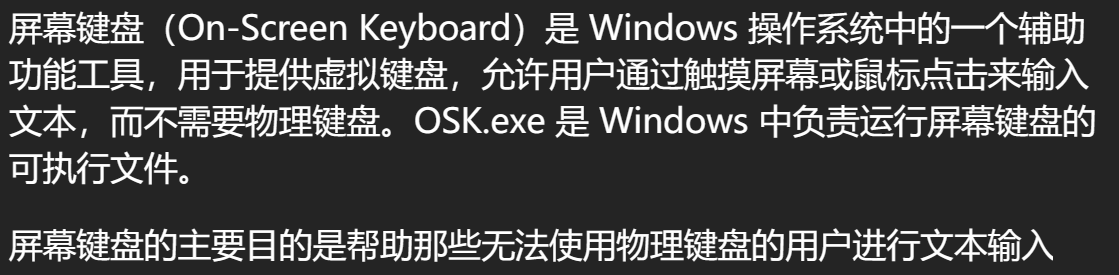 屏幕键盘（On-Screen Keyboard）是 Windows 操作系统中的一个辅助
功能工具，用于提供虚拟键盘，允许用户通过触摸屏幕或鼠标点击来输入
文本，而不需要物理键盘。OSK.exe 是 Windows 中负责运行屏幕键盘的
可执行文件。
屏幕键盘的主要目的是帮助那些无法使用物理键盘的用户进行文本输入